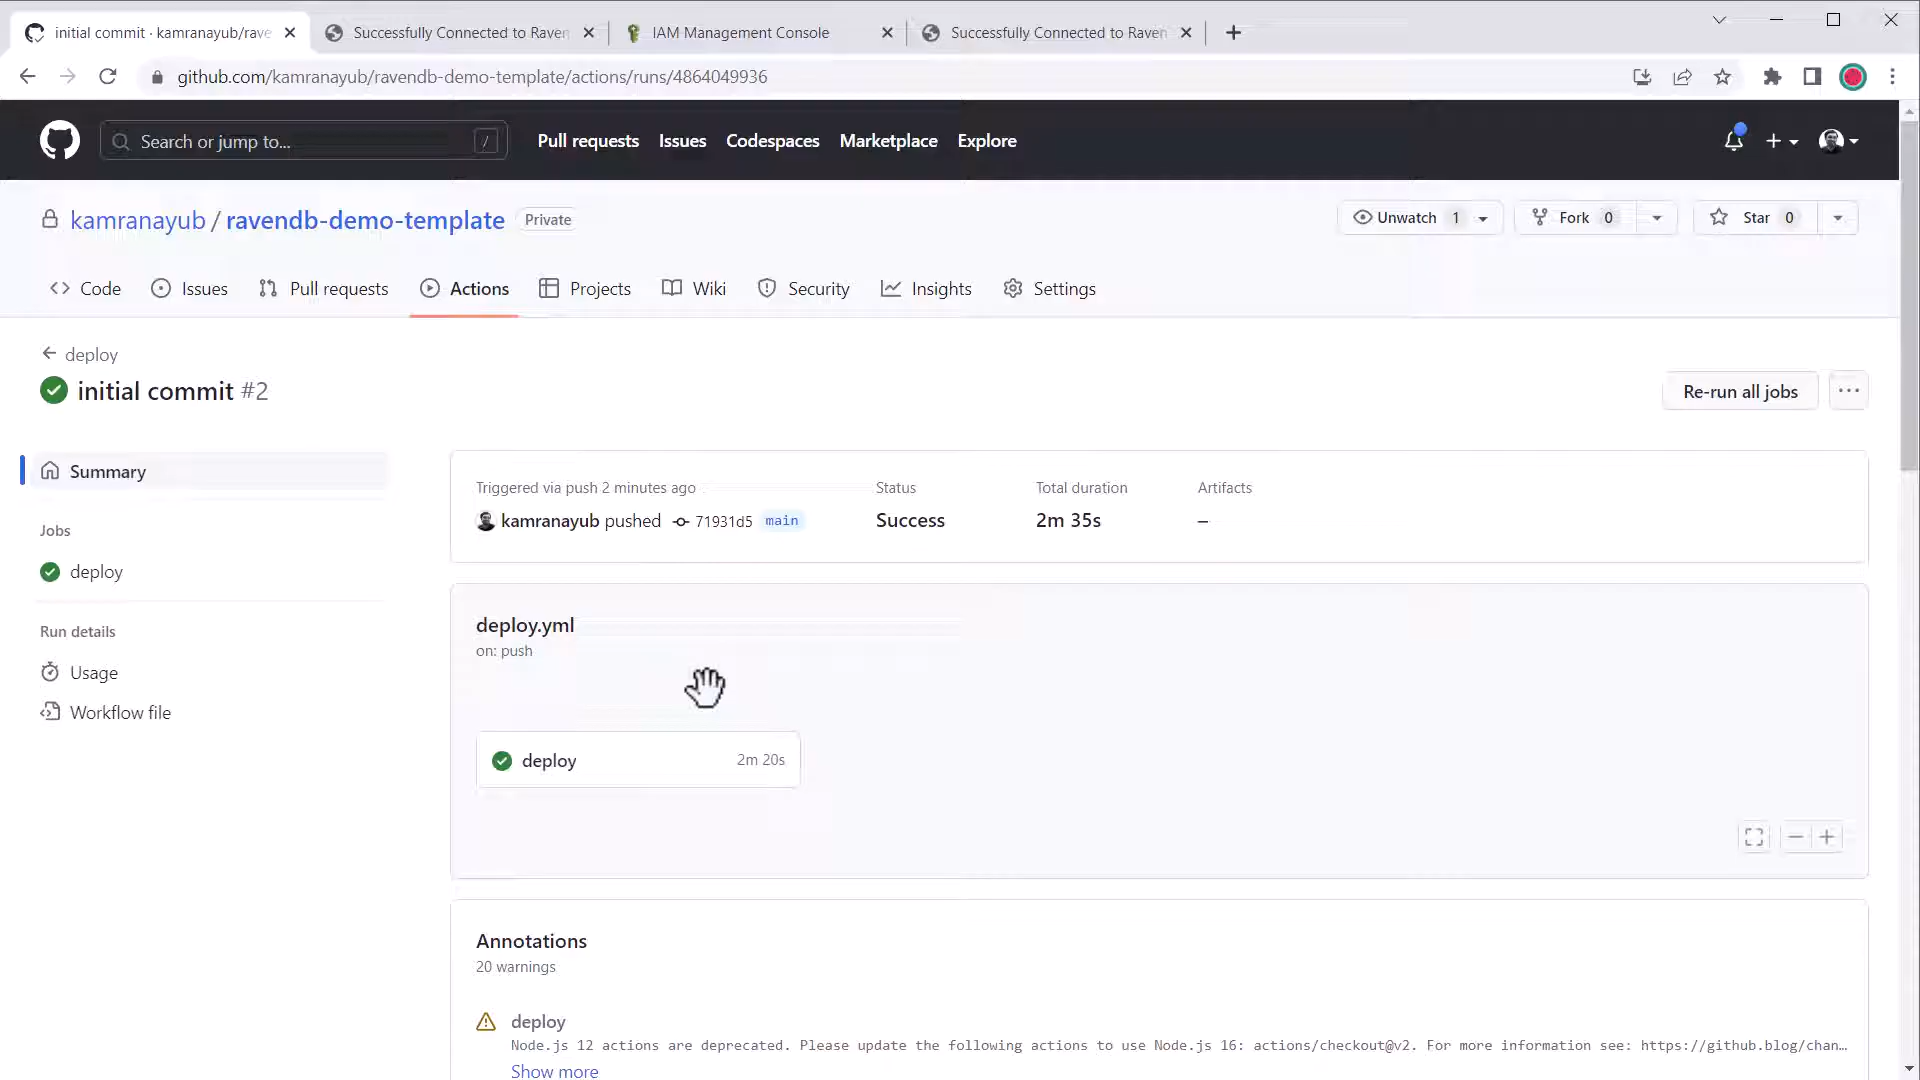 initial commit · kamranayub/rave
Successfully Connected to Raven
IAM Management Console
Successfully Connected to Raven
github.com/kamranayub/ravendb-demo-template/actions/runs/4864049936
Search or jump to...
/
Pull requests
Issues
Codespaces
Marketplace
Explore
kamranayub / ravendb-demo-template
Private
Unwatch 1
Fork 0
Star 0
Code
Issues
Pull requests
Actions
Projects
Wiki
Security
Insights
Settings
← deploy
initial commit #2
Re-run all jobs
...
Summary
Jobs
deploy
Run details
Usage
Workflow file
Triggered via push 2 minutes ago
kamranayub pushed 71931d5 main
Status
Success
Total duration
2m 35s
Artifacts
–
deploy.yml
on: push
deploy 2m 20s
Annotations
20 warnings
deploy
Node.js 12 actions are deprecated. Please update the following actions to use Node.js 16: actions/checkout@v2. For more information see: https://github.blog/chan…
Show more